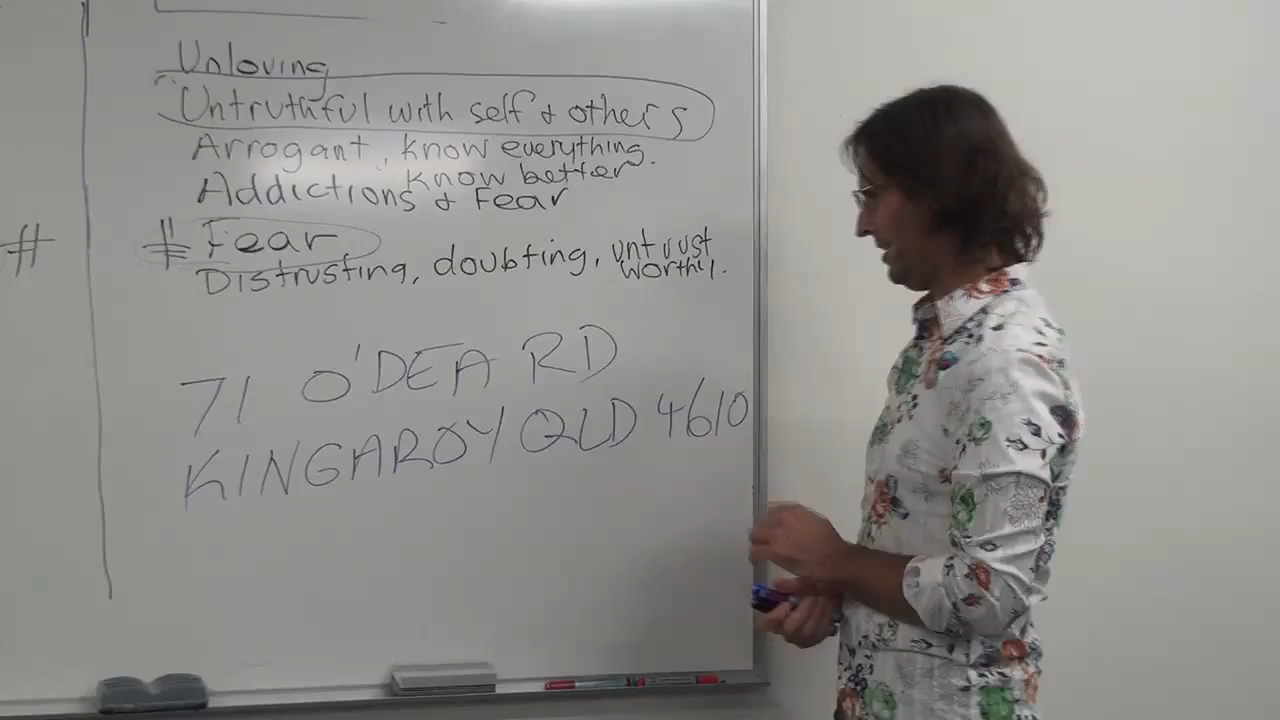 Unloving
Untruthful with self & others
Arrogant, know everything.
Know better
Addictions & Fear
# # Fear
Distrusting, doubting, untrust
worthy.
71 O'DEA RD
KINGAROY QLD 4610